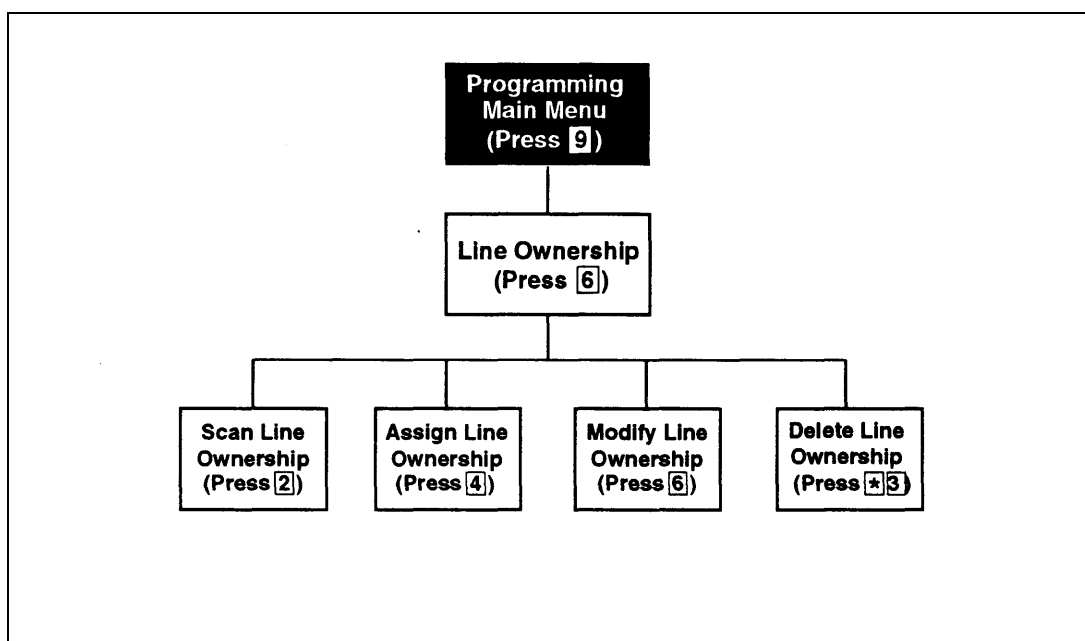 Programming
Main Menu
(Press 9)
Line Ownership
(Press 6)
Scan Line
Ownership
(Press 2)
Assign Line
Ownership
(Press 4)
Modify Line
Ownership
(Press 6)
Delete Line
Ownership
(Press *3)